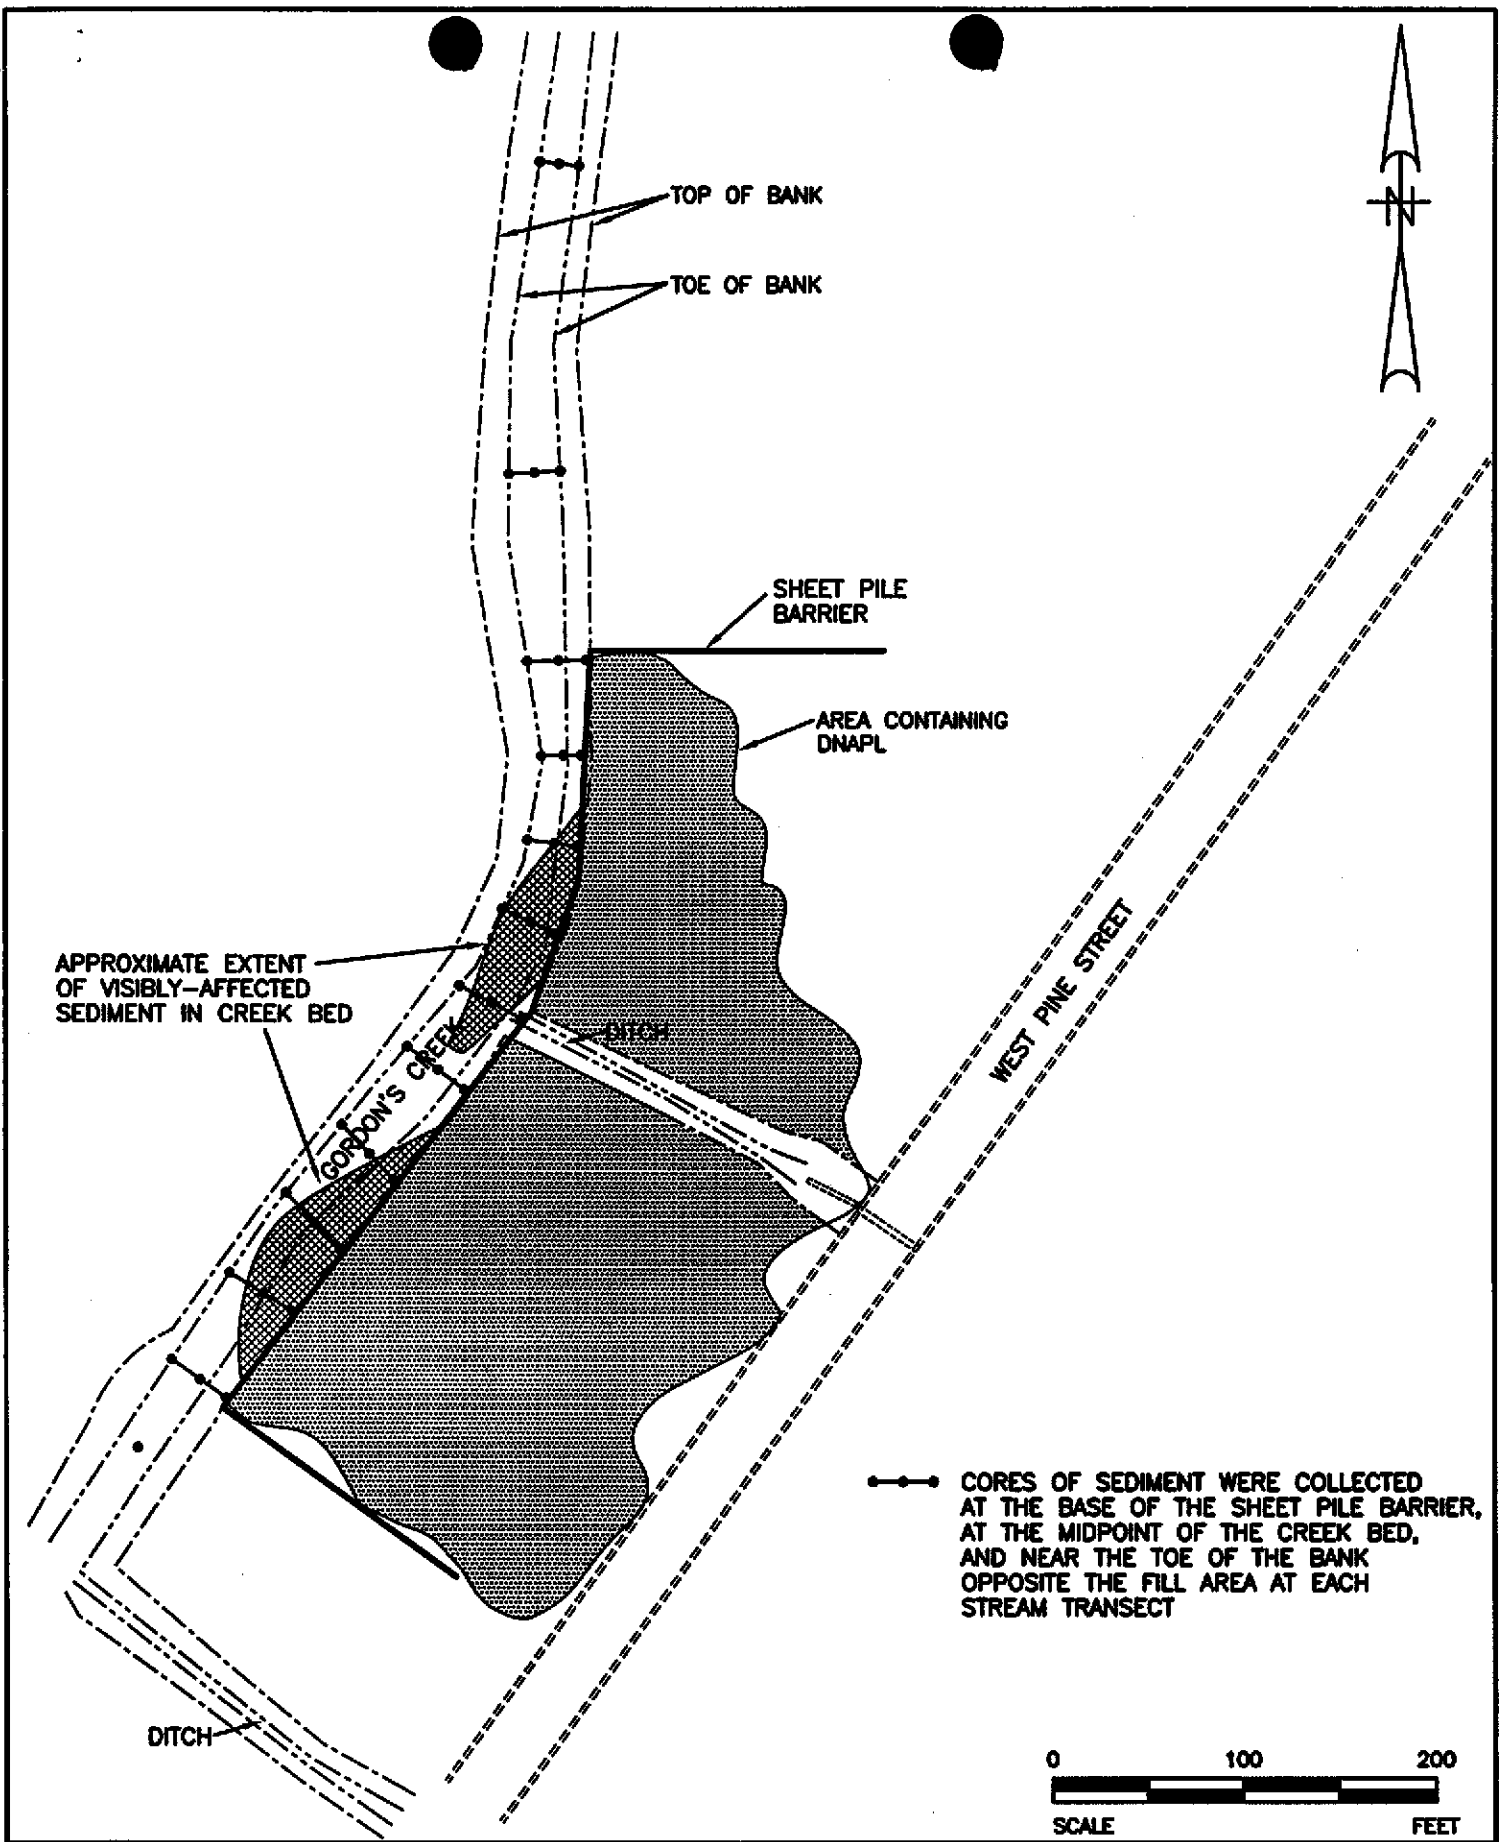 N
TOP OF BANK
TOE OF BANK
SHEET PILE
BARRIER
AREA CONTAINING
DNAPL
APPROXIMATE EXTENT
OF VISIBLY-AFFECTED
SEDIMENT IN CREEK BED
GORDON'S CREEK
DITCH
WEST PINE STREET
CORES OF SEDIMENT WERE COLLECTED
AT THE BASE OF THE SHEET PILE BARRIER,
AT THE MIDPOINT OF THE CREEK BED,
AND NEAR THE TOE OF THE BANK
OPPOSITE THE FILL AREA AT EACH
STREAM TRANSECT
DITCH
0 100 200
SCALE FEET